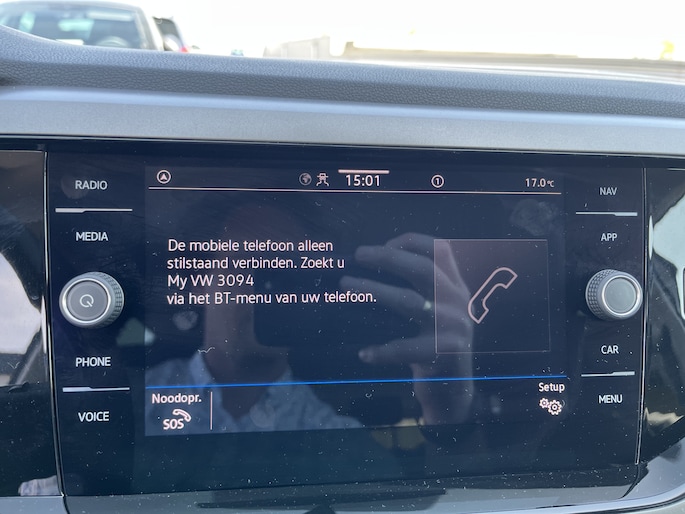 RADIO
MEDIA
PHONE
VOICE
15:01
1
17.0°C
De mobiele telefoon alleen
stilstaand verbinden. Zoekt u
My VW 3094
via het BT-menu van uw telefoon.
Noodopr.
SOS
Setup
NAV
APP
CAR
MENU